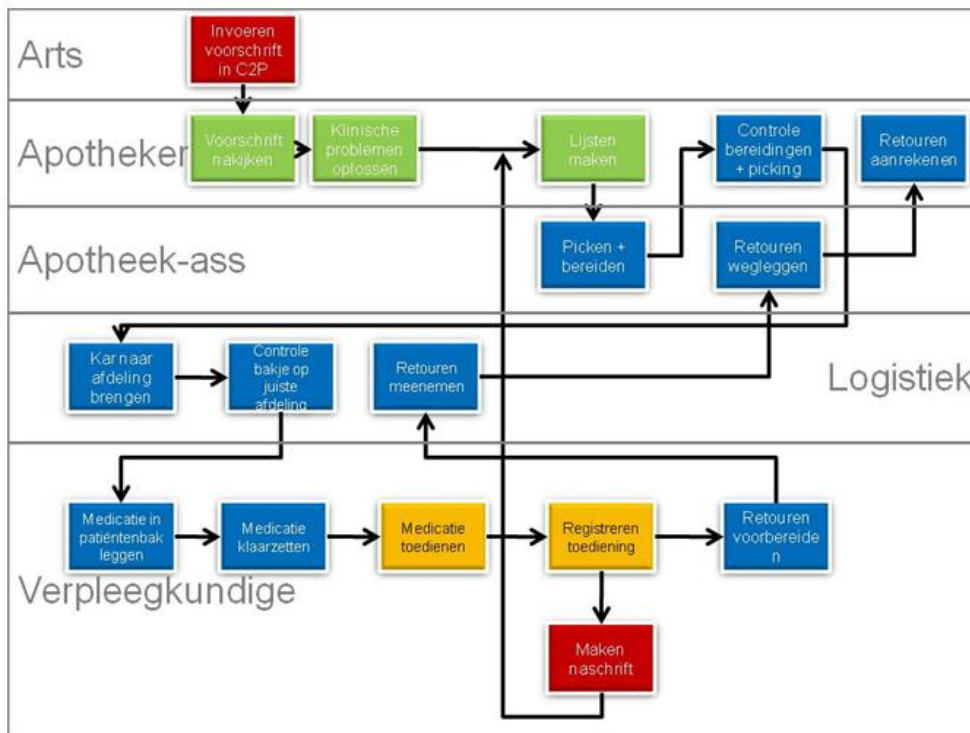 Arts
Invoeren
voorschrift
in C2P
Apotheker
Voorschrift
nakijken
Klinische
problemen
oplossen
Lijsten
maken
Controle
bereidingen
+ picking
Retouren
aanrekenen
Apotheek-ass
Picken +
bereiden
Retouren
wegleggen
Kar naar
afdeling
brengen
Controle
bakje op
juiste
afdeling
Retouren
meenemen
Logistiek
Medicatie in
patiëntenbak
leggen
Medicatie
klaarzetten
Medicatie
toedienen
Registreren
toediening
Retouren
voorbereide
n
Verpleegkundige
Maken
naschrift